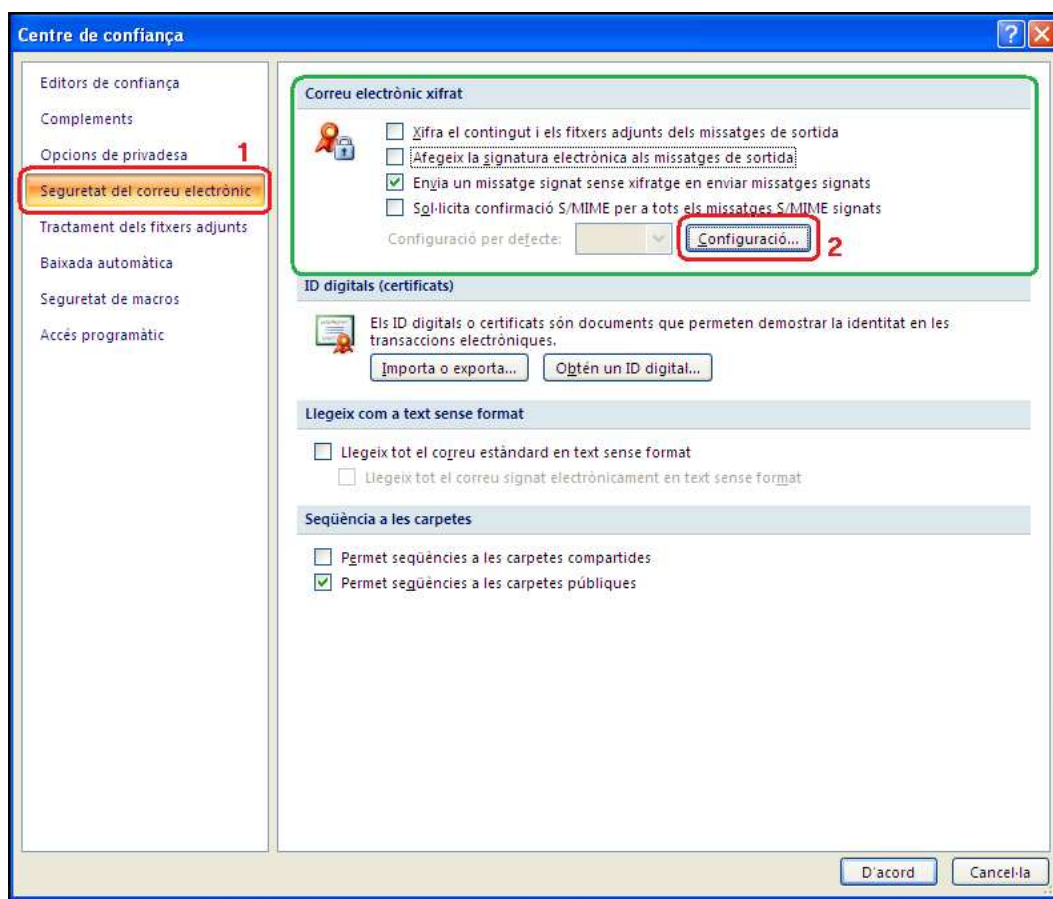 Centre de confiança
Editors de confiança
Complements
Opcions de privadesa
1
Seguretat del correu electrònic
Tractament dels fitxers adjunts
Baixada automàtica
Seguretat de macros
Accés programàtic
Correu electrònic xifrat
Xifra el contingut i els fitxers adjunts dels missatges de sortida
Afegeix la signatura electrònica als missatges de sortida
Envia un missatge signat sense xifratge en enviar missatges signats
Sol·licita confirmació S/MIME per a tots els missatges S/MIME signats
Configuració per defecte:
Configuració...
2
ID digitals (certificats)
Els ID digitals o certificats són documents que permeten demostrar la identitat en les
transaccions electròniques.
Importa o exporta...
Obtén un ID digital...
Llegeix com a text sense format
Llegeix tot el correu estàndard en text sense format
Llegeix tot el correu signat electrònicament en text sense format
Seqüència a les carpetes
Permet seqüències a les carpetes compartides
Permet seqüències a les carpetes públiques
D'acord
Cancel·la